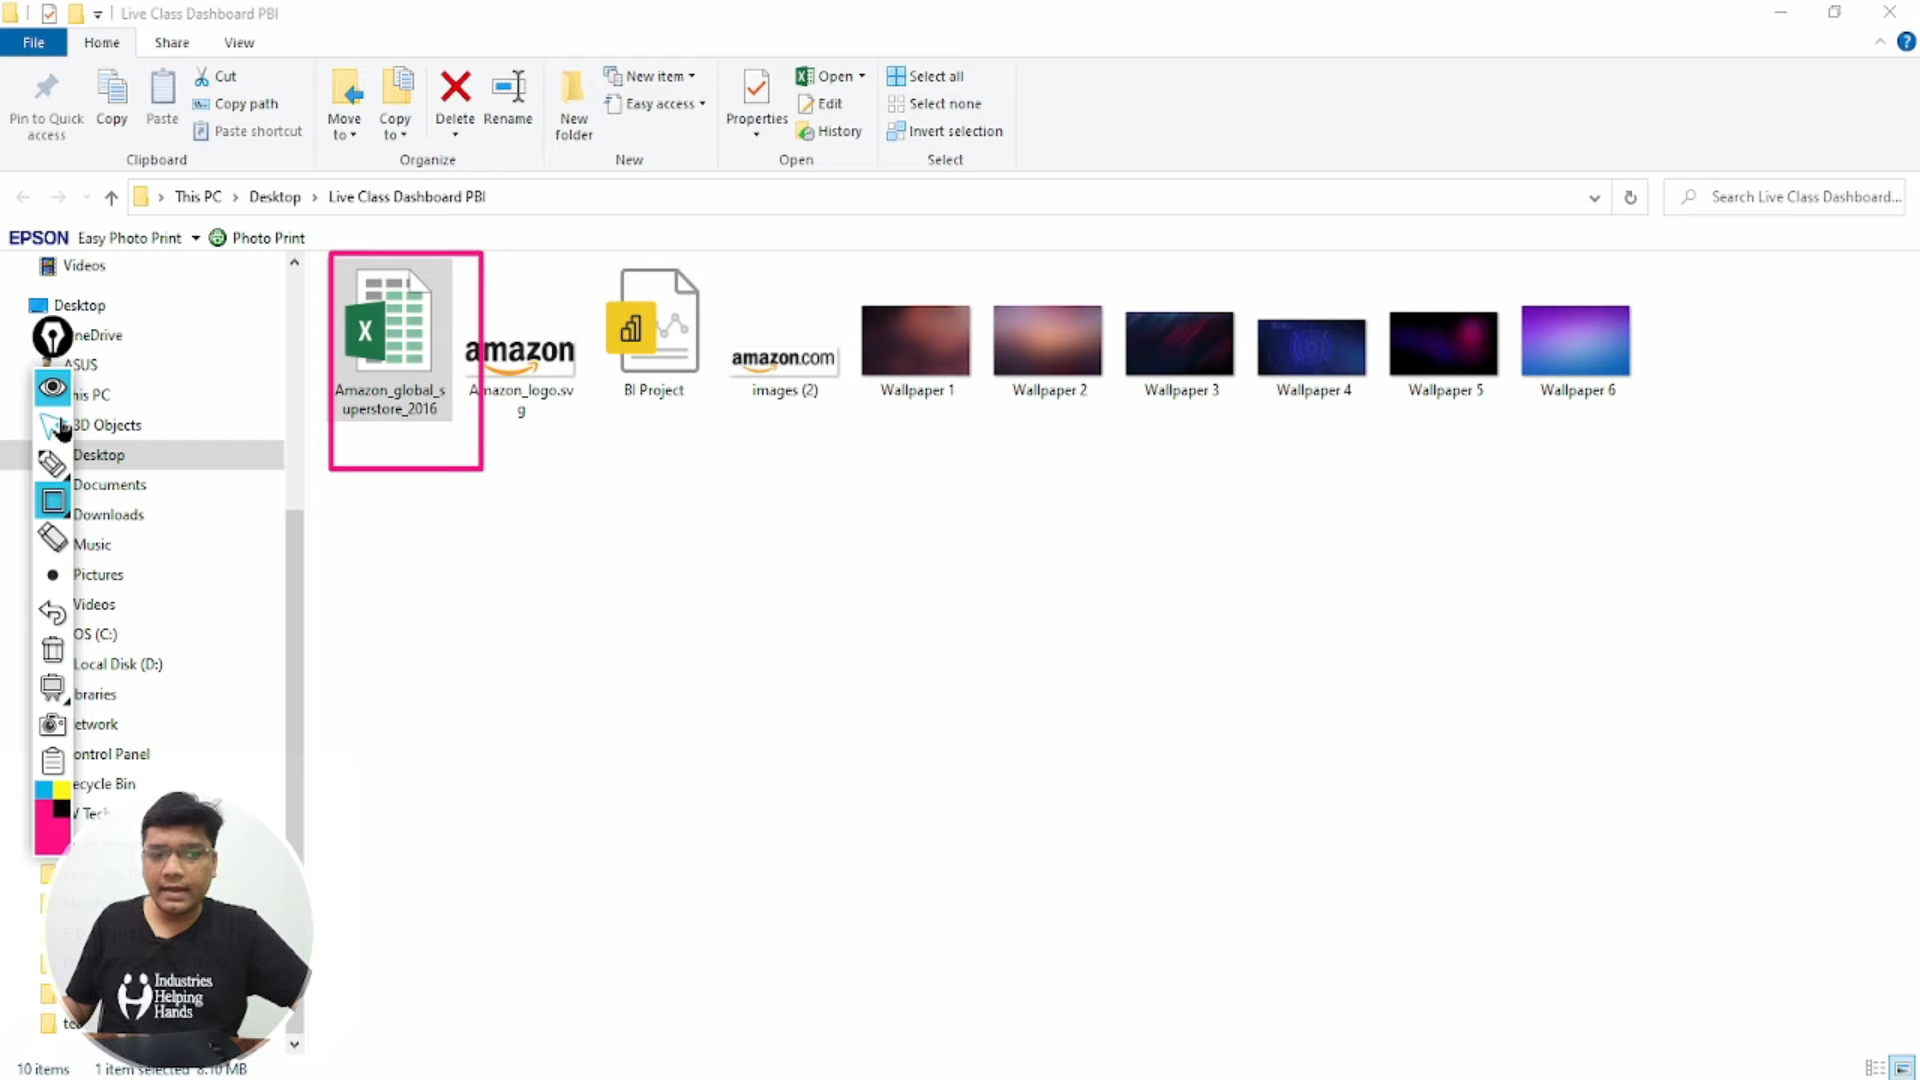 Live Class Dashboard PBI
File
Home
Share
View
Pin to Quick
access
Copy
Paste
Cut
Copy path
Paste shortcut
Clipboard
Move
to
Copy
to
Delete
Rename
Organize
New
folder
New item
Easy access
New
Properties
Open
Edit
History
Open
Select all
Select none
Invert selection
Select
This PC
Desktop
Live Class Dashboard PBI
Search Live Class Dashboard...
EPSON Easy Photo Print
Photo Print
Videos
Desktop
neDrive
ASUS
his PC
3D Objects
Desktop
Documents
Downloads
Music
Pictures
Videos
OS (C:)
Local Disk (D:)
braries
etwork
ontrol Panel
ecycle Bin
Amazon_global_s
uperstore_2016
amazon
Amazon_logo.sv
g
BI Project
amazon.com
images (2)
Wallpaper 1
Wallpaper 2
Wallpaper 3
Wallpaper 4
Wallpaper 5
Wallpaper 6
Industries
Helping
Hands
10 items
1 item selected 8.10 MB